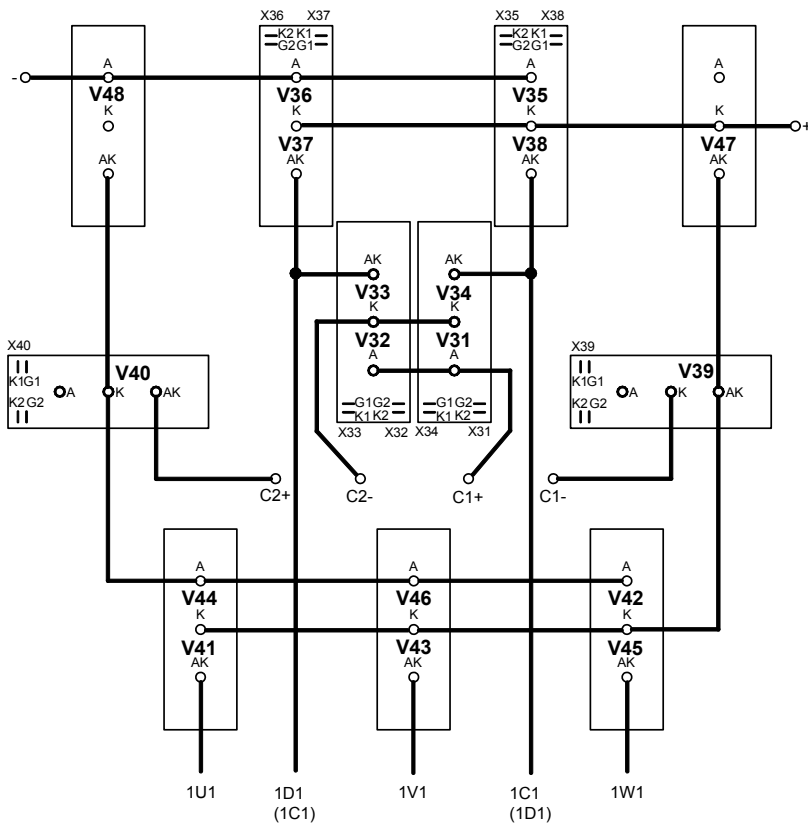 X36 X37 X35 X38
K2 K1 K2 K1
G2 G1 G2 G1
A A A A
- V48 V36 V35
K K K K +
V37 V38 V47
AK AK AK AK
AK AK
V33 V34
K K
V32 V31
A A
X40 X39
V40 V39
K1 G1 K1 G1
A K AK A K AK
K2 G2 K2 G2
G1 G2 G1 G2
K1 K2 K1 K2
X33 X32 X34 X31
C2+ C2- C1+ C1-
A A A
V44 V46 V42
K K K
V41 V43 V45
AK AK AK
1U1 1D1 1V1 1C1 1W1
(1C1) (1D1)